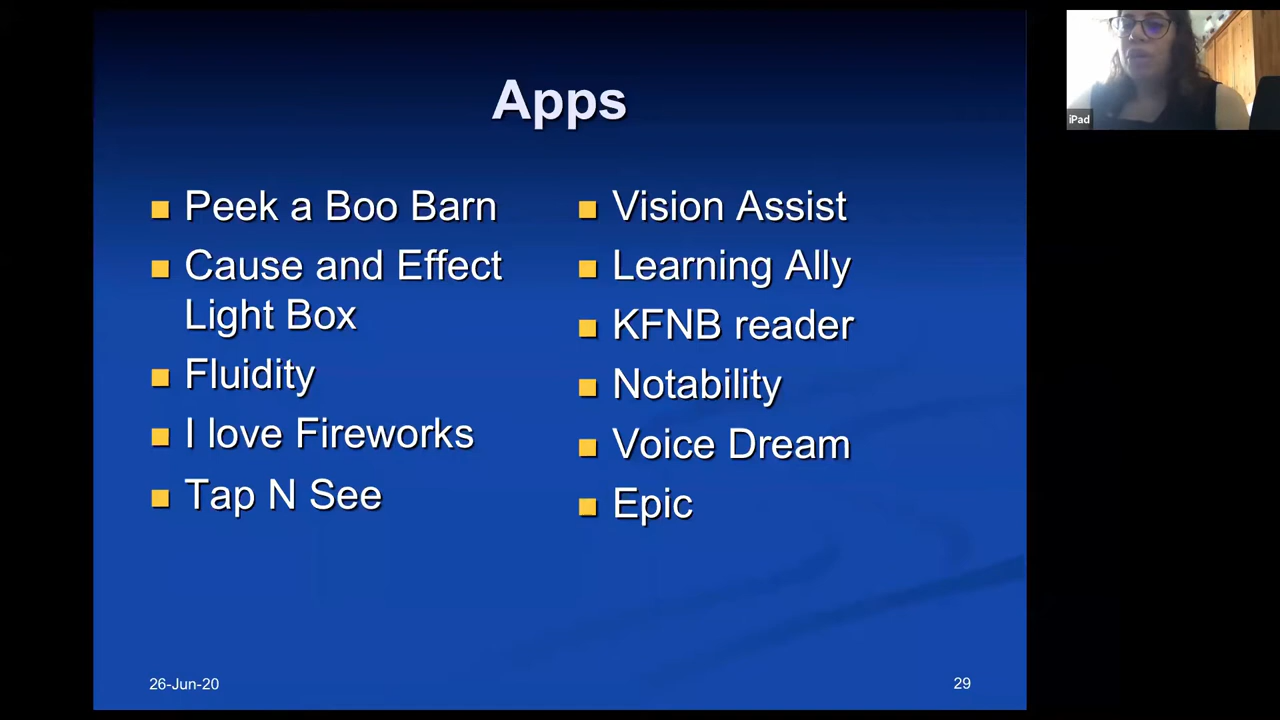 Apps
Peek a Boo Barn
Cause and Effect
Light Box
Fluidity
I love Fireworks
Tap N See
Vision Assist
Learning Ally
KFNB reader
Notability
Voice Dream
Epic
26-Jun-20
29
iPad